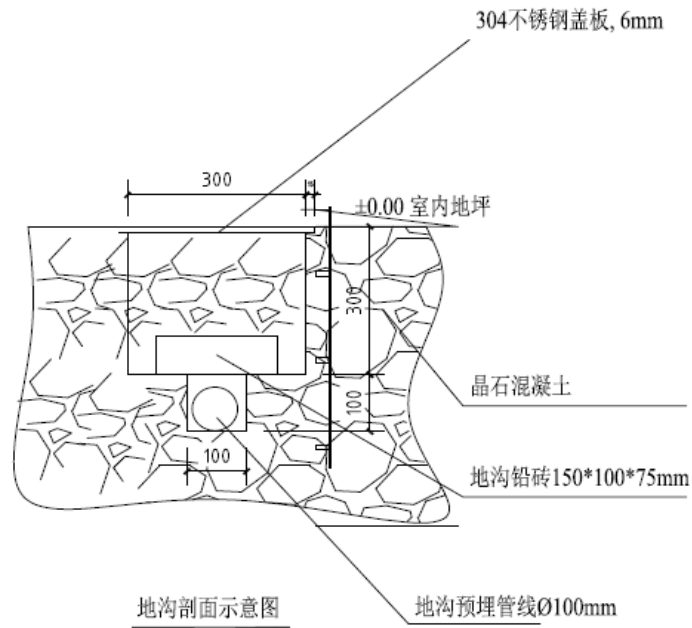 304不锈钢盖板, 6mm
300
±0.00 室内地坪
300
晶石混凝土
100
100
地沟铅砖150*100*75mm
地沟剖面示意图
地沟预埋管线Ø100mm